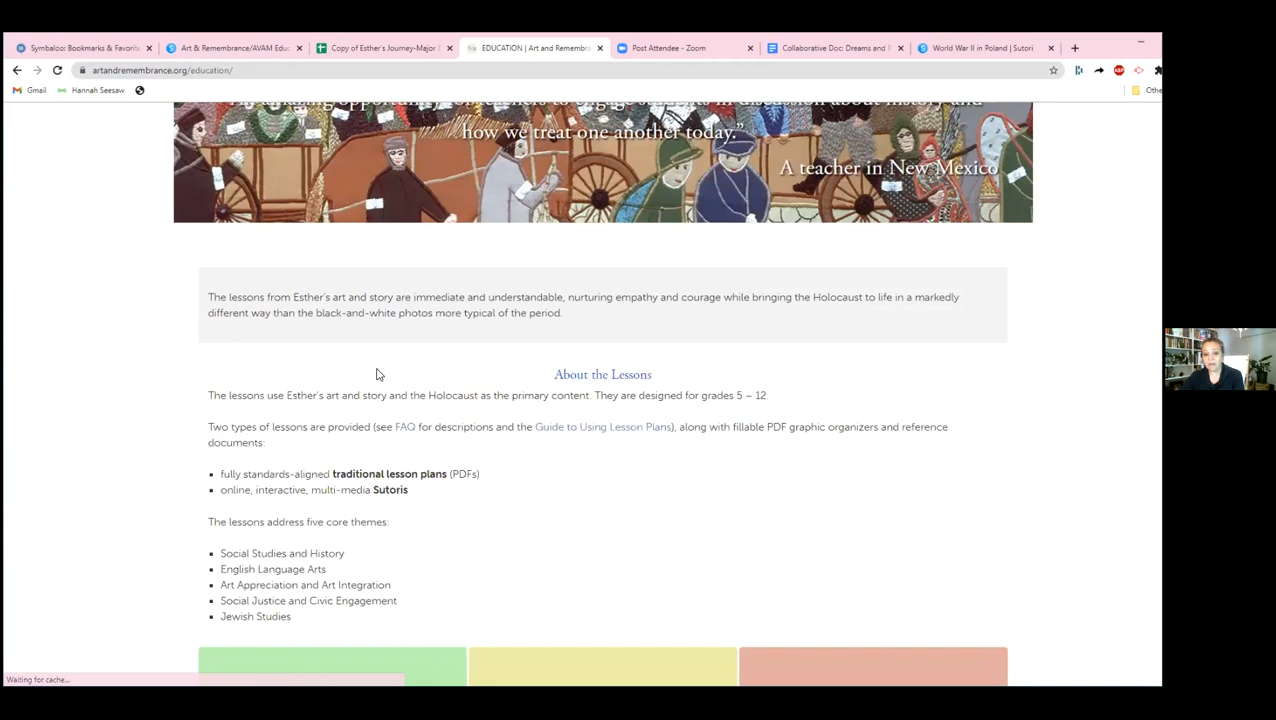 Symbaloo: Bookmarks & Favorit
Art & Remembrance/AVAM Educ
Copy of Esther's Journey-Major E
EDUCATION | Art and Remembra
Post Attendee - Zoom
Collaborative Doc: Dreams and F
World War II in Poland | Sutori
artandremembrance.org/education/
Gmail
Hannah Seesaw
Othe
how we treat one another today."
A teacher in New Mexico
The lessons from Esther's art and story are immediate and understandable, nurturing empathy and courage while bringing the Holocaust to life in a markedly
different way than the black-and-white photos more typical of the period.
About the Lessons
The lessons use Esther's art and story and the Holocaust as the primary content. They are designed for grades 5 – 12.
Two types of lessons are provided (see FAQ for descriptions and the Guide to Using Lesson Plans), along with fillable PDF graphic organizers and reference
documents:
▪ fully standards-aligned traditional lesson plans (PDFs)
▪ online, interactive, multi-media Sutoris
The lessons address five core themes:
▪ Social Studies and History
▪ English Language Arts
▪ Art Appreciation and Art Integration
▪ Social Justice and Civic Engagement
▪ Jewish Studies
Waiting for cache...